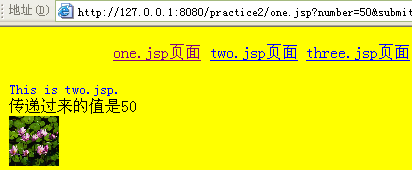 地址(D) http://127.0.0.1:8080/practice2/one.jsp?number=50&submit
one.jsp页面 two.jsp页面 three.jsp页面
This is two.jsp.
传递过来的值是50